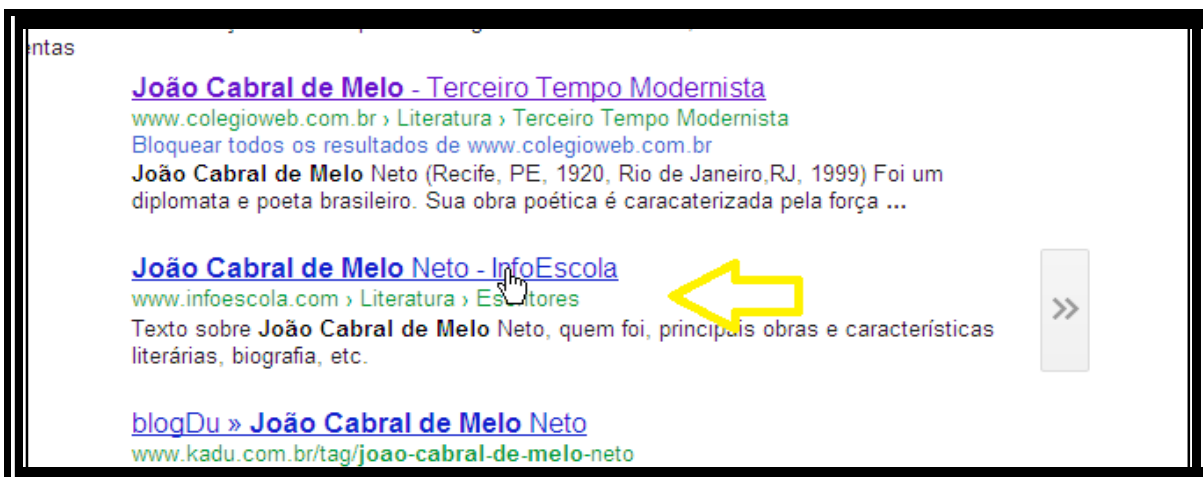 entas
João Cabral de Melo - Terceiro Tempo Modernista
www.colegioweb.com.br › Literatura › Terceiro Tempo Modernista
Bloquear todos os resultados de www.colegioweb.com.br
João Cabral de Melo Neto (Recife, PE, 1920, Rio de Janeiro,RJ, 1999) Foi um
diplomata e poeta brasileiro. Sua obra poética é caracaterizada pela força ...
João Cabral de Melo Neto - InfoEscola
www.infoescola.com › Literatura › Escritores
Texto sobre João Cabral de Melo Neto, quem foi, principais obras e características
literárias, biografia, etc.
blogDu » João Cabral de Melo Neto
www.kadu.com.br/tag/joao-cabral-de-melo-neto